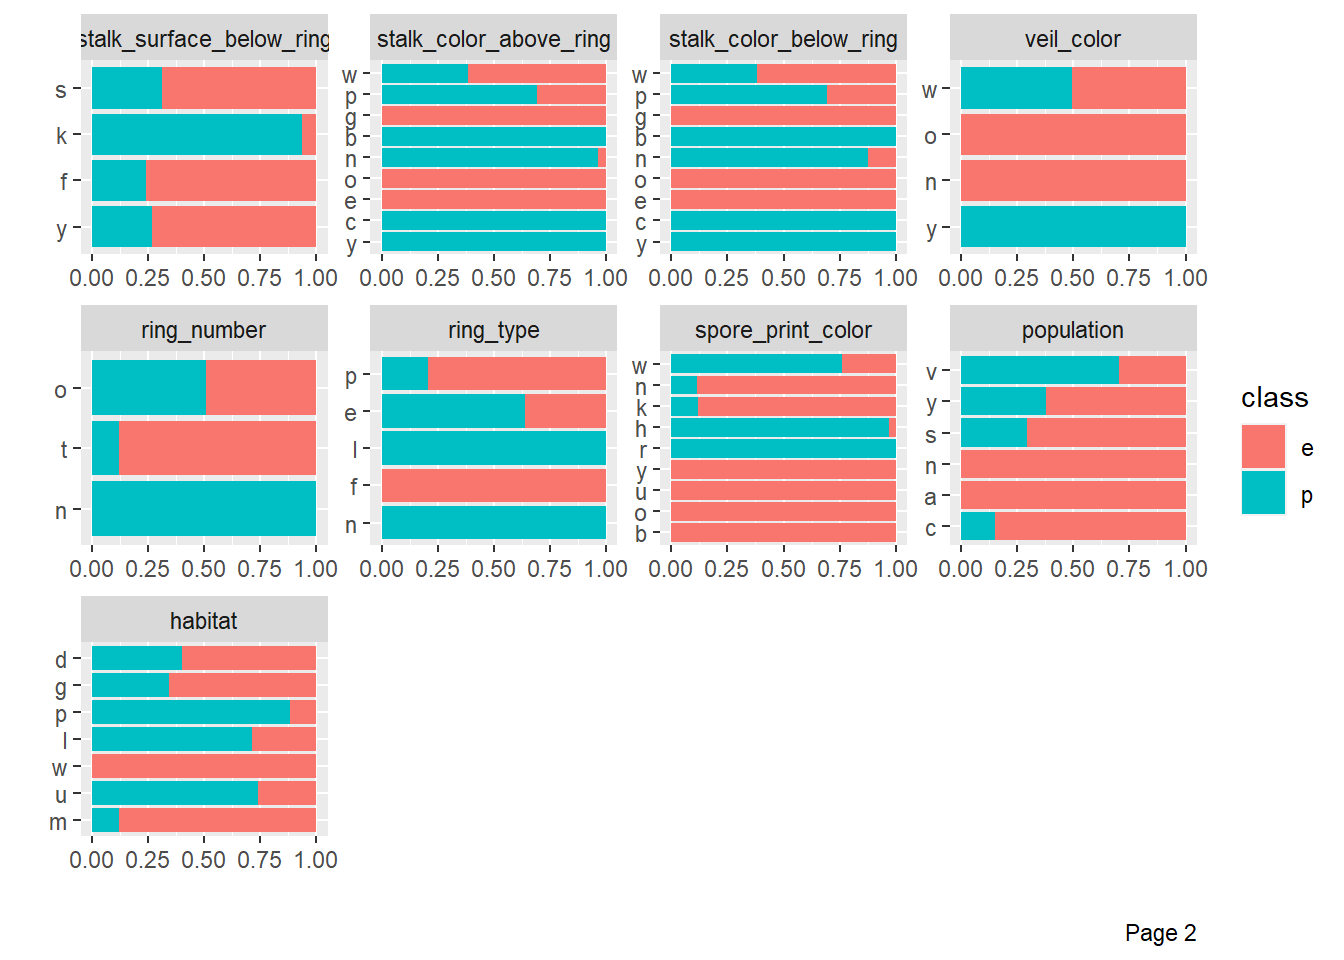 stalk_surface_below_ring
s
k
f
y
0.00 0.25 0.50 0.75 1.00
stalk_color_above_ring
w
p
g
b
n
o
e
c
y
0.00 0.25 0.50 0.75 1.00
stalk_color_below_ring
w
p
g
b
n
o
e
c
y
0.00 0.25 0.50 0.75 1.00
veil_color
w
o
n
y
0.00 0.25 0.50 0.75 1.00
ring_number
o
t
n
0.00 0.25 0.50 0.75 1.00
ring_type
p
e
l
f
n
0.00 0.25 0.50 0.75 1.00
spore_print_color
w
n
k
h
r
y
u
o
b
0.00 0.25 0.50 0.75 1.00
population
v
y
s
n
a
c
0.00 0.25 0.50 0.75 1.00
habitat
d
g
p
l
w
u
m
0.00 0.25 0.50 0.75 1.00
class
e
p
Page 2